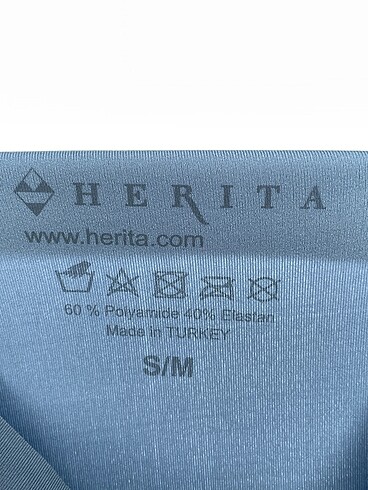 HERITA
www.herita.com
60 % Polyamide 40% Elastan
Made in TURKEY
S/M